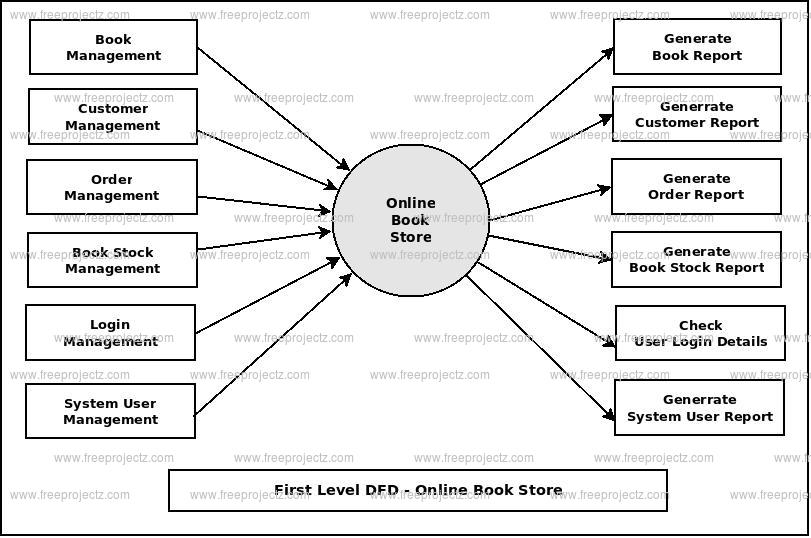 Book
Management
Customer
Management
Order
Management
Book Stock
Management
Login
Management
System User
Management
Online
Book
Store
Generate
Book Report
Generrate
Customer Report
Generate
Order Report
Generate
Book Stock Report
Check
User Login Details
Generrate
System User Report
First Level DFD - Online Book Store
www.freeprojectz.com